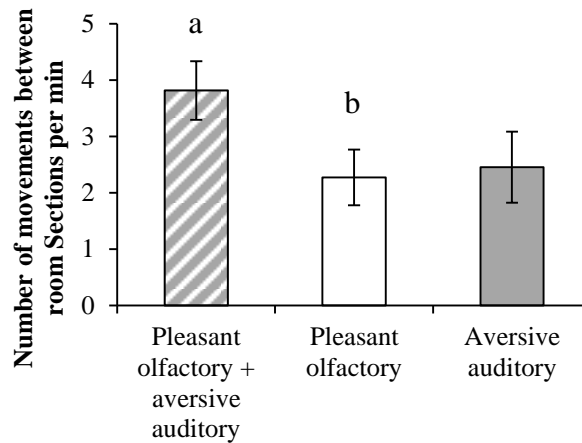 Number of movements between
room Sections per min
5
4
3
2
1
0
a
b
Pleasant
olfactory +
aversive
auditory
Pleasant
olfactory
Aversive
auditory